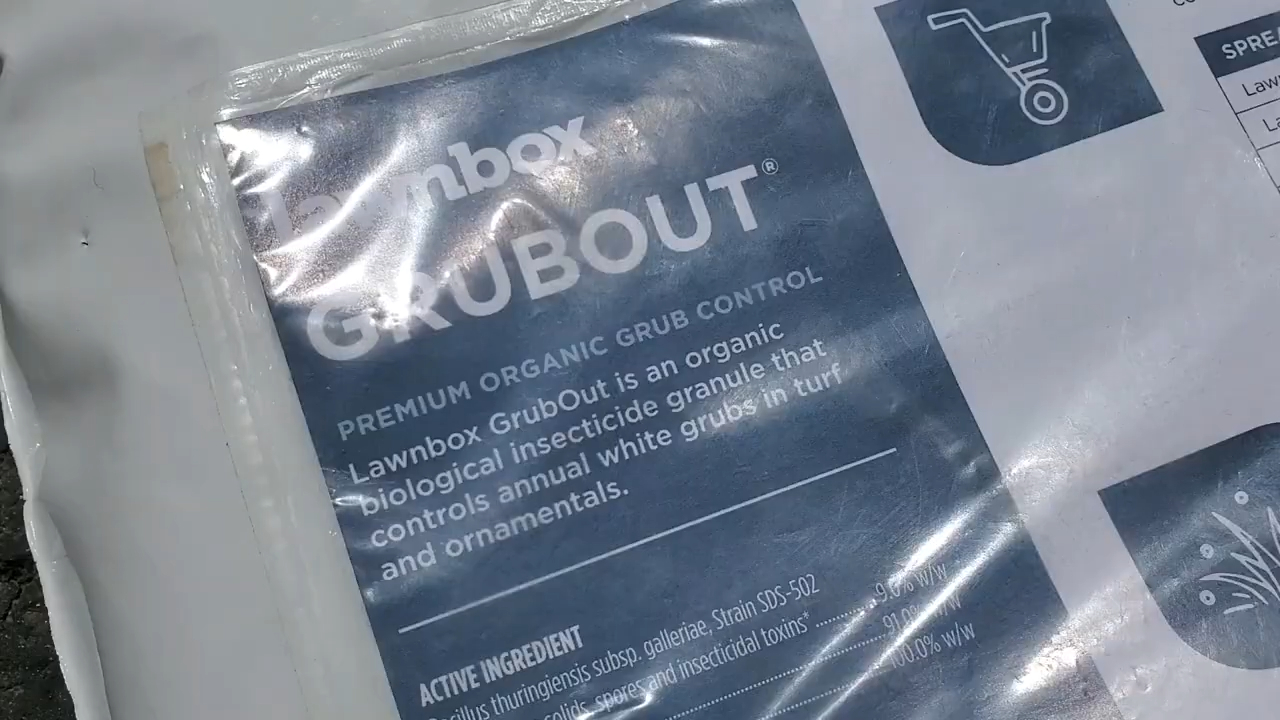 lawnbox
GRUBOUT®
PREMIUM ORGANIC GRUB CONTROL
Lawnbox GrubOut is an organic
biological insecticide granule that
controls annual white grubs in turf
and ornamentals.
ACTIVE INGREDIENT
Bacillus thuringiensis subsp. galleriae, Strain SDS-502
solids, spores and insecticidal toxins* w/w
w/w
100.0% w/w
SPREA
Lawn
La